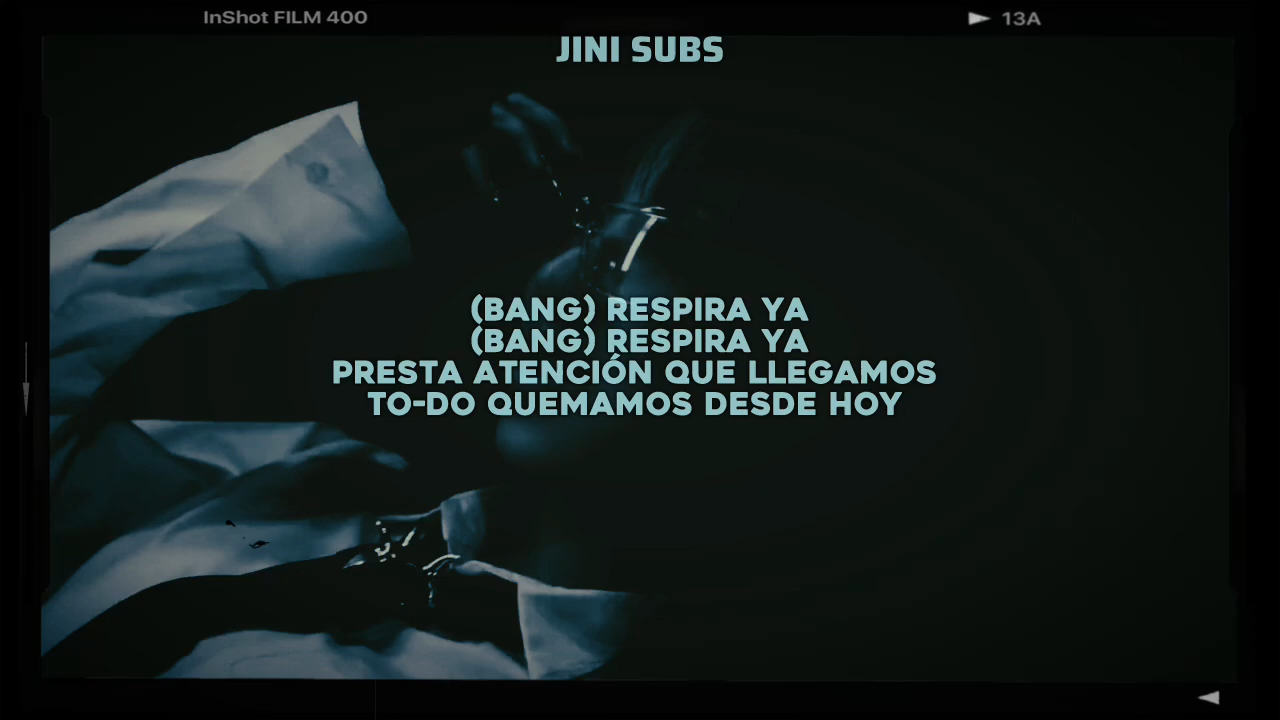 InShot FILM 400
13A
JINI SUBS
(BANG) RESPIRA YA
(BANG) RESPIRA YA
PRESTA ATENCIÓN QUE LLEGAMOS
TO-DO QUEMAMOS DESDE HOY